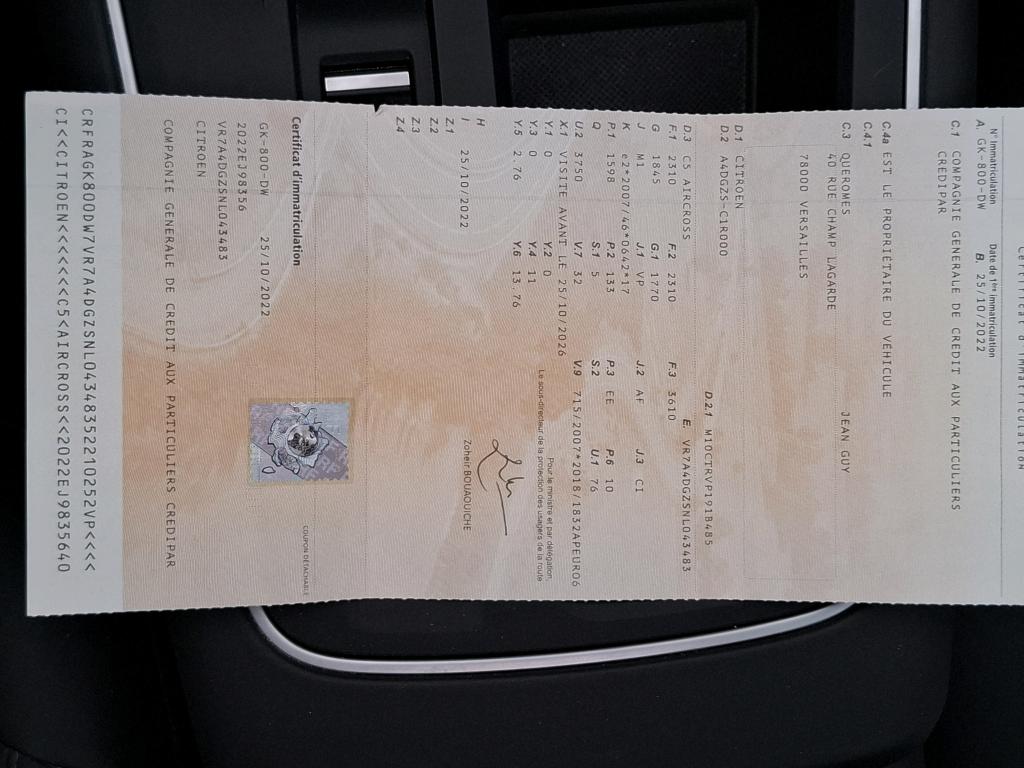 Certificat d'immatriculation
N° Immatriculation Date de 1ère immatriculation
A. GK-800-DW B. 25/10/2022
C.1 COMPAGNIE GENERALE DE CREDIT AUX PARTICULIERS
CREDIPAR
C.4a EST LE PROPRIÉTAIRE DU VÉHICULE
C.4.1
C.3 QUEROMES JEAN GUY
40 RUE CHAMP LAGARDE
78000 VERSAILLES
D.1 CITROEN
D.2 A4DGZS-C1R000
D.2.1 M10CTRVP191B485
D.3 C5 AIRCROSS E. VR7A4DGZSNL043483
F.1 2310 F.2 2310 F.3 3610
G 1845 G.1 1770
J M1 J.1 VP J.2 AF J.3 CI
K e2*2007/46*0642*17
P.1 1598 P.2 133 P.3 EE P.6 10
Q S.1 5 S.2 U.1 76
U.2 3750 V.7 32 V.9 715/2007*2018/1832APEURO6
X.1 VISITE AVANT LE 25/10/2026
Y.1 0 Y.2 0
Y.3 0 Y.4 11
Y.5 2.76 Y.6 13.76
Pour le ministre et par délégation,
Le sous-directeur de la protection des usagers de la route
Zoheir BOUAOUICHE
H
I 25/10/2022
Z.1
Z.2
Z.3
Z.4
COUPON DÉTACHABLE
Certificat d'immatriculation
GK-800-DW 25/10/2022
2022EJ98356
VR7A4DGZSNL043483
CITROEN
COMPAGNIE GENERALE DE CREDIT AUX PARTICULIERS CREDIPAR
CRFRAGK800DW7VR7A4DGZSNL04348352210252VP<<<<
CI<<CITROEN<<<<<<<C5<AIRCROSS<<2022EJ9835640